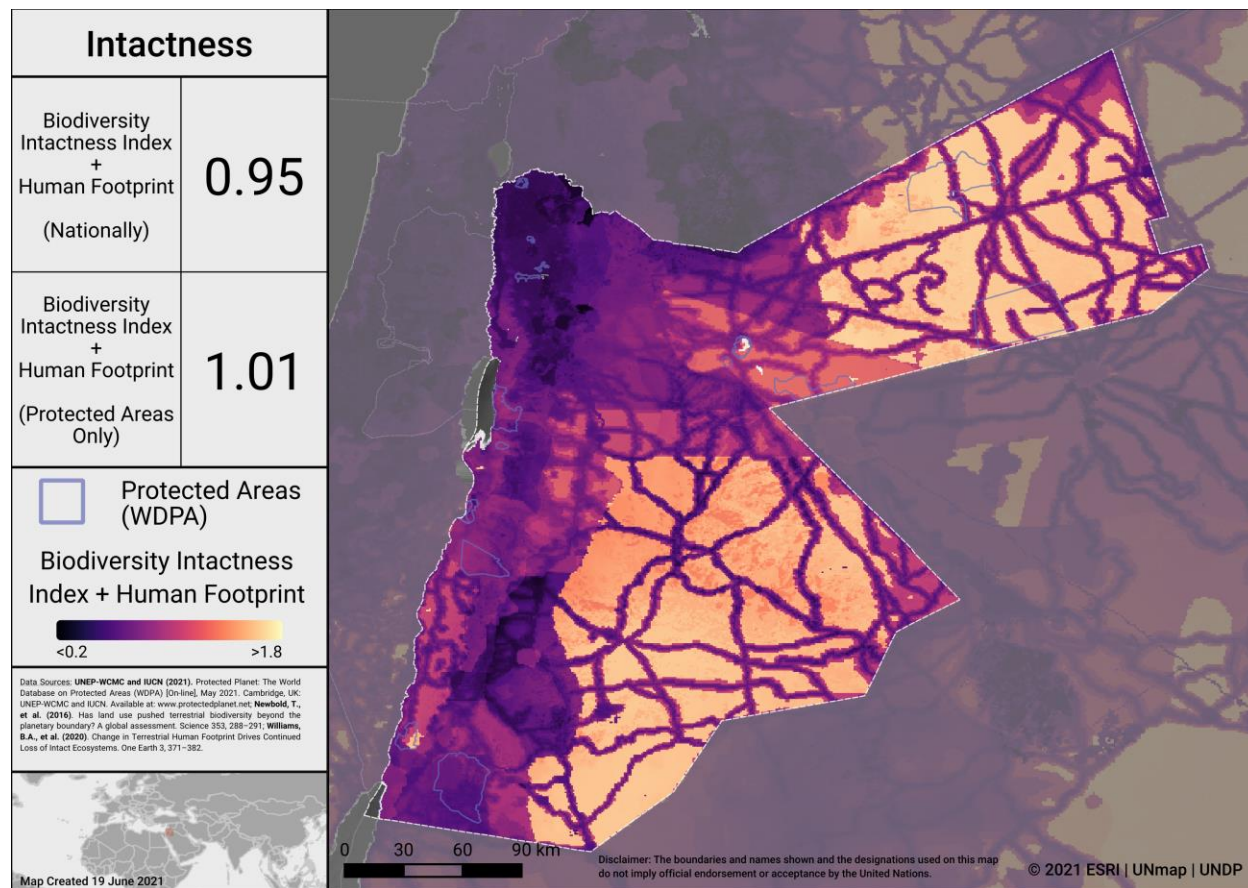 Intactness
Biodiversity
Intactness Index
+
Human Footprint
(Nationally)
0.95
Biodiversity
Intactness Index
+
Human Footprint
(Protected Areas
Only)
1.01
Protected Areas
(WDPA)
Biodiversity Intactness
Index + Human Footprint
<0.2
>1.8
Data Sources: UNEP-WCMC and IUCN (2021). Protected Planet: The World
Database on Protected Areas (WDPA) [On-line], May 2021. Cambridge, UK:
UNEP-WCMC and IUCN. Available at: www.protectedplanet.net; Newbold, T.,
et al. (2016). Has land use pushed terrestrial biodiversity beyond the
planetary boundary? A global assessment. Science 353, 288–291; Williams,
B.A., et al. (2020). Change in Terrestrial Human Footprint Drives Continued
Loss of Intact Ecosystems. One Earth 3, 371–382.
Map Created 19 June 2021
0 30 60 90 km
Disclaimer: The boundaries and names shown and the designations used on this map
do not imply official endorsement or acceptance by the United Nations.
© 2021 ESRI | UNmap | UNDP